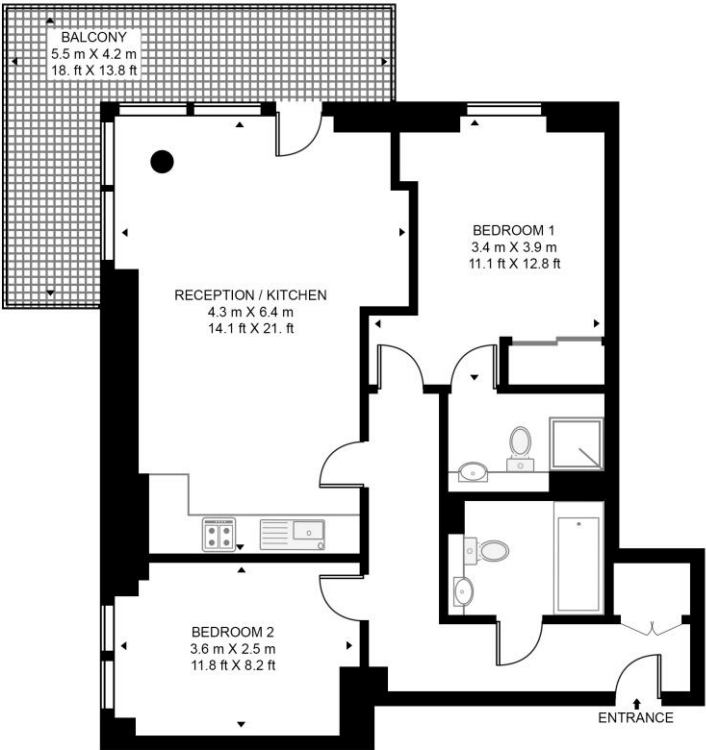 BALCONY
5.5 m X 4.2 m
18. ft X 13.8 ft
BEDROOM 1
3.4 m X 3.9 m
11.1 ft X 12.8 ft
RECEPTION / KITCHEN
4.3 m X 6.4 m
14.1 ft X 21. ft
BEDROOM 2
3.6 m X 2.5 m
11.8 ft X 8.2 ft
ENTRANCE